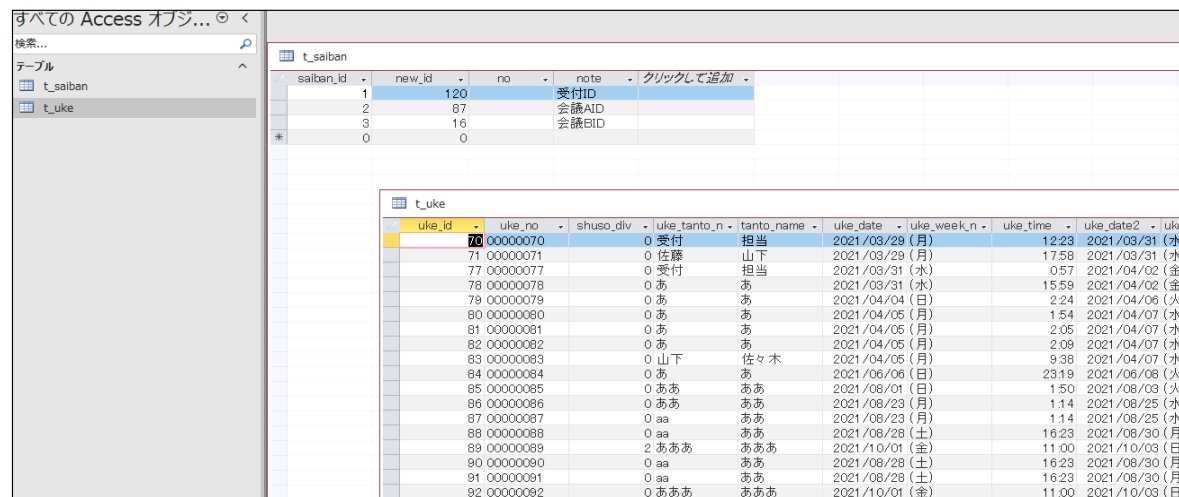 すべての Access オブジ...
検索...
テーブル
t_saiban
t_uke
t_saiban
saiban_id new_id no note クリックして追加
1 120 受付ID
2 87 会議AID
3 16 会議BID
* 0 0
t_uke
uke_id uke_no shuso_div uke_tanto_n tanto_name uke_date uke_week_n uke_time uke_date2 uke
70 00000070 0 受付 担当 2021/03/29 (月) 12:23 2021/03/31 (水
71 00000071 0 佐藤 山下 2021/03/29 (月) 17:58 2021/03/31 (水
77 00000077 0 受付 担当 2021/03/31 (水) 0:57 2021/04/02 (金
78 00000078 0 あ あ 2021/03/31 (水) 15:59 2021/04/02 (金
79 00000079 0 あ あ 2021/04/04 (日) 2:24 2021/04/06 (火
80 00000080 0 あ あ 2021/04/05 (月) 1:54 2021/04/07 (水
81 00000081 0 あ あ 2021/04/05 (月) 2:05 2021/04/07 (水
82 00000082 0 あ あ 2021/04/05 (月) 2:09 2021/04/07 (水
83 00000083 0 山下 佐々木 2021/04/05 (月) 9:38 2021/04/07 (水
84 00000084 0 あ あ 2021/06/06 (日) 23:19 2021/06/08 (火
85 00000085 0 ああ ああ 2021/08/01 (日) 1:50 2021/08/03 (火
86 00000086 0 ああ ああ 2021/08/23 (月) 1:14 2021/08/25 (水
87 00000087 0 aa ああ 2021/08/23 (月) 1:14 2021/08/25 (水
88 00000088 0 aa ああ 2021/08/28 (土) 16:23 2021/08/30 (月
89 00000089 2 あああ あああ 2021/10/01 (金) 11:00 2021/10/03 (日
90 00000090 0 aa ああ 2021/08/28 (土) 16:23 2021/08/30 (月
91 00000091 0 aa ああ 2021/08/28 (土) 16:23 2021/08/30 (月
92 00000092 0 あああ あああ 2021/10/01 (金) 11:00 2021/10/03 (日